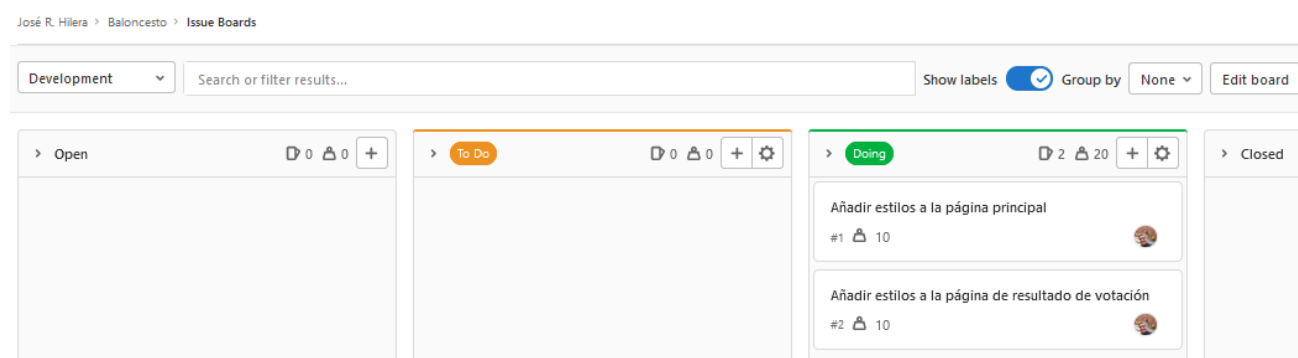 José R. Hilera > Baloncesto > Issue Boards
Development
Search or filter results...
Show labels
Group by
None
Edit board
Open
0
0
To Do
0
0
Doing
2
20
Closed
Añadir estilos a la página principal
#1 10
Añadir estilos a la página de resultado de votación
#2 10